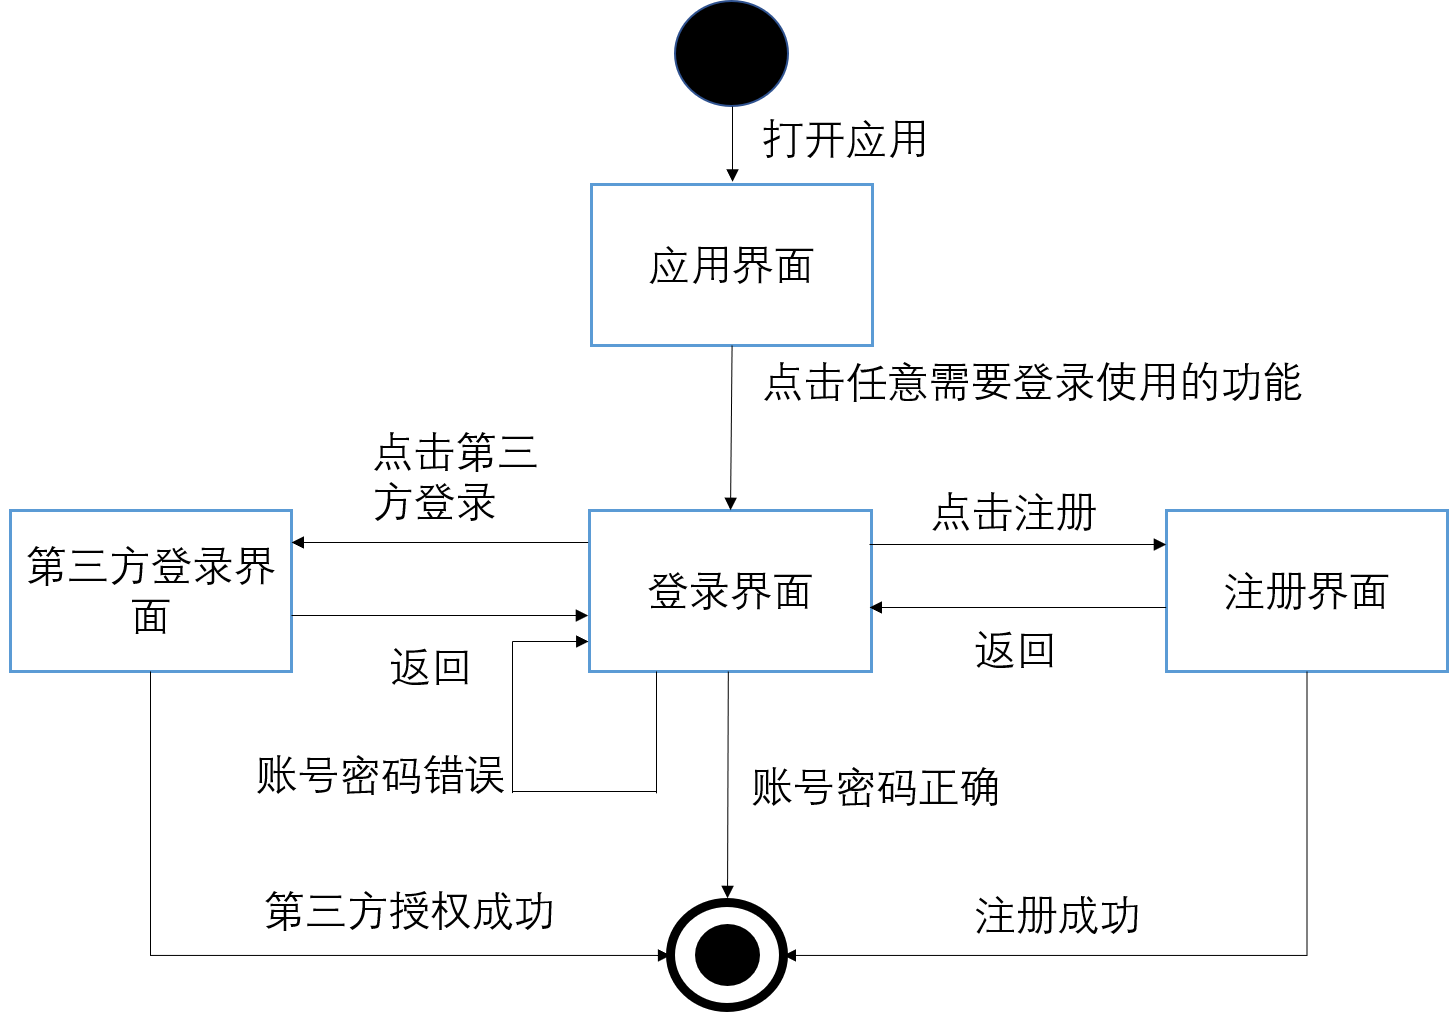 打开应用
应用界面
点击任意需要登录使用的功能
点击第三
方登录
点击注册
第三方登录界
面
登录界面
注册界面
返回
返回
账号密码错误
账号密码正确
第三方授权成功
注册成功